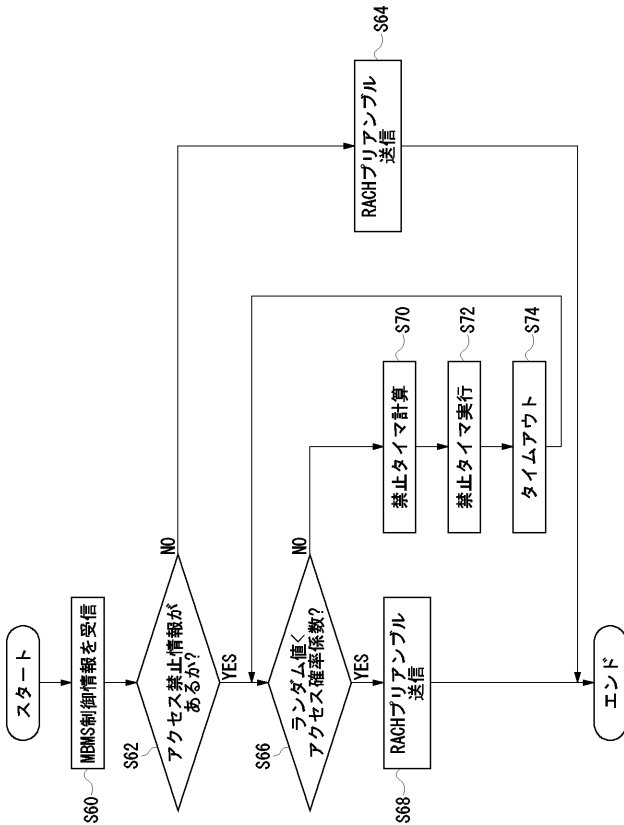 スタート
MBMS制御情報を受信
S60
アクセス禁止情報が
あるか?
S62
NO
YES
RACHプリアンブル
送信
S64
ランダム値<
アクセス確率係数?
S66
NO
YES
RACHプリアンブル
送信
S68
禁止タイマ計算
S70
禁止タイマ実行
S72
タイムアウト
S74
エンド